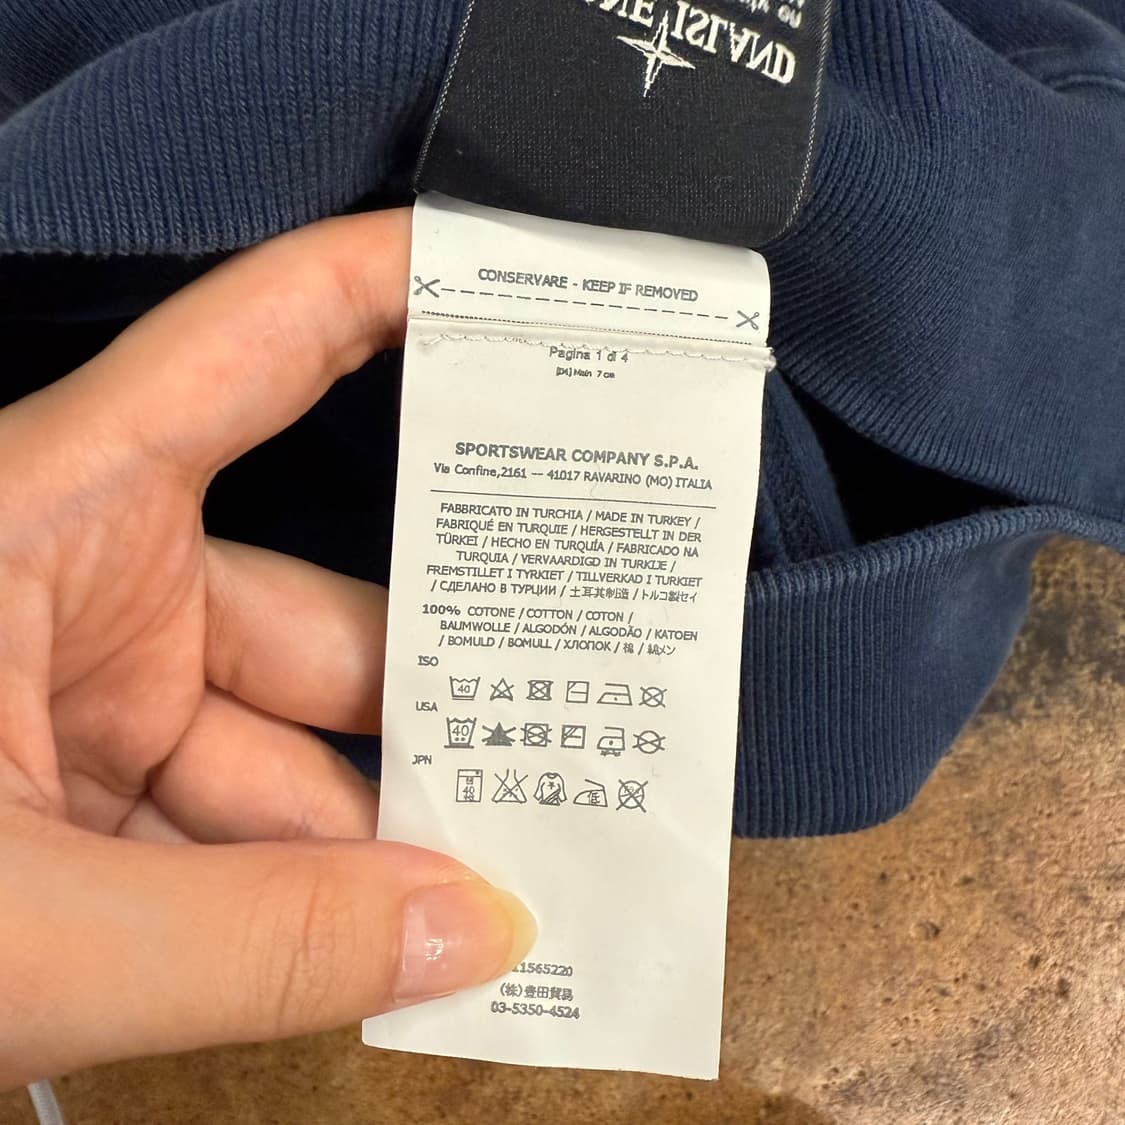 ISLAND
CONSERVARE - KEEP IF REMOVED
Pagina 1 di 4
SPORTSWEAR COMPANY S.P.A.
Via Confine,2161 — 41017 RAVARINO (MO) ITALIA
FABBRICATO IN TURCHIA / MADE IN TURKEY /
FABRIQUÉ EN TURQUIE / HERGESTELLT IN DER
TÜRKEI / HECHO EN TURQUÍA / FABRICADO NA
TURQUIA / VERVAARDIGD IN TURKIJE /
FREMSTILLET I TYRKIET / TILLVERKAD I TURKIET
/ СДЕЛАНО В ТУРЦИИ / 土耳其制造 / トルコ製セイ
100% COTONE / COTTON / COTON /
BAUMWOLLE / ALGODÓN / ALGODÃO / KATOEN
/ BOMULD / BOMULL / ХЛОПОК / 棉 / 綿メン
ISO
40
USA
40
JPN
40
低
11565220
(株)豊田貿易
03-5350-4524